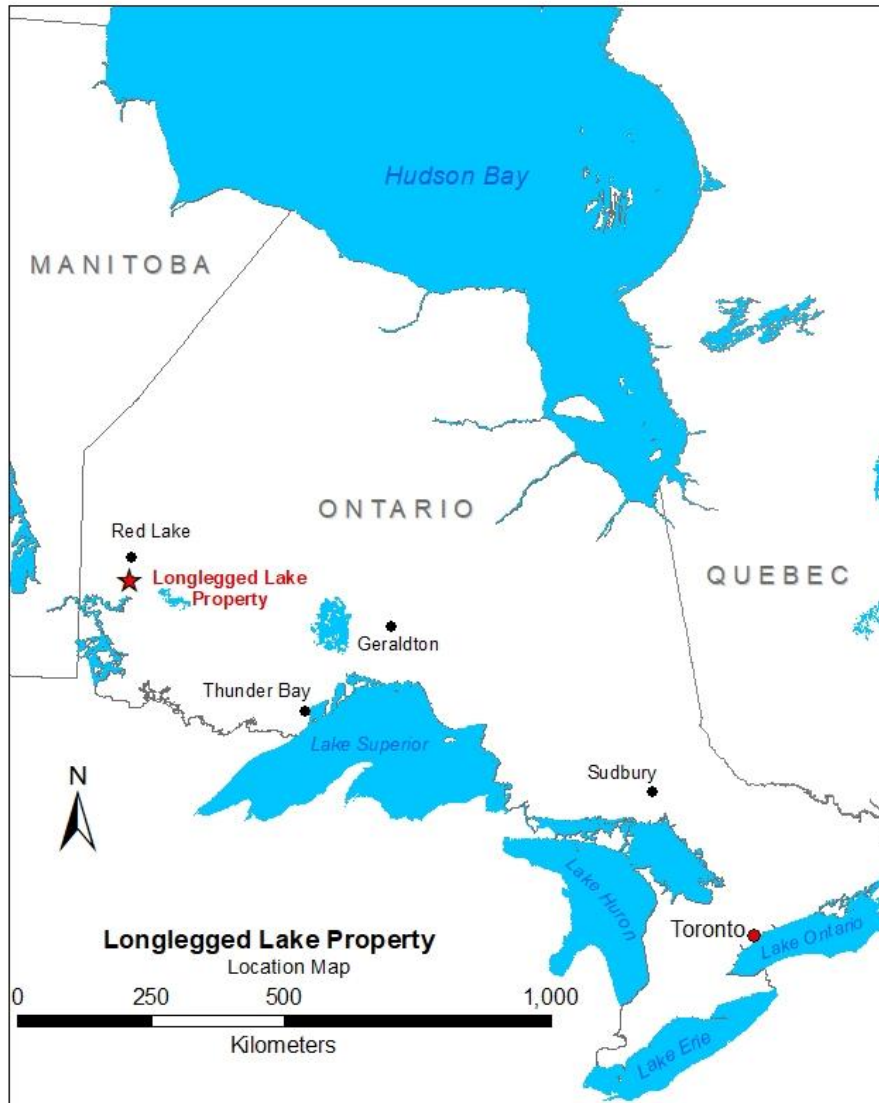 Hudson Bay
MANITOBA
ONTARIO
Red Lake
Longlegged Lake
Property
QUEBEC
Geraldton
Thunder Bay
Lake Superior
Sudbury
N
Lake Huron
Toronto
Lake Ontario
Lake Erie
Longlegged Lake Property
Location Map
0 250 500 1,000
Kilometers